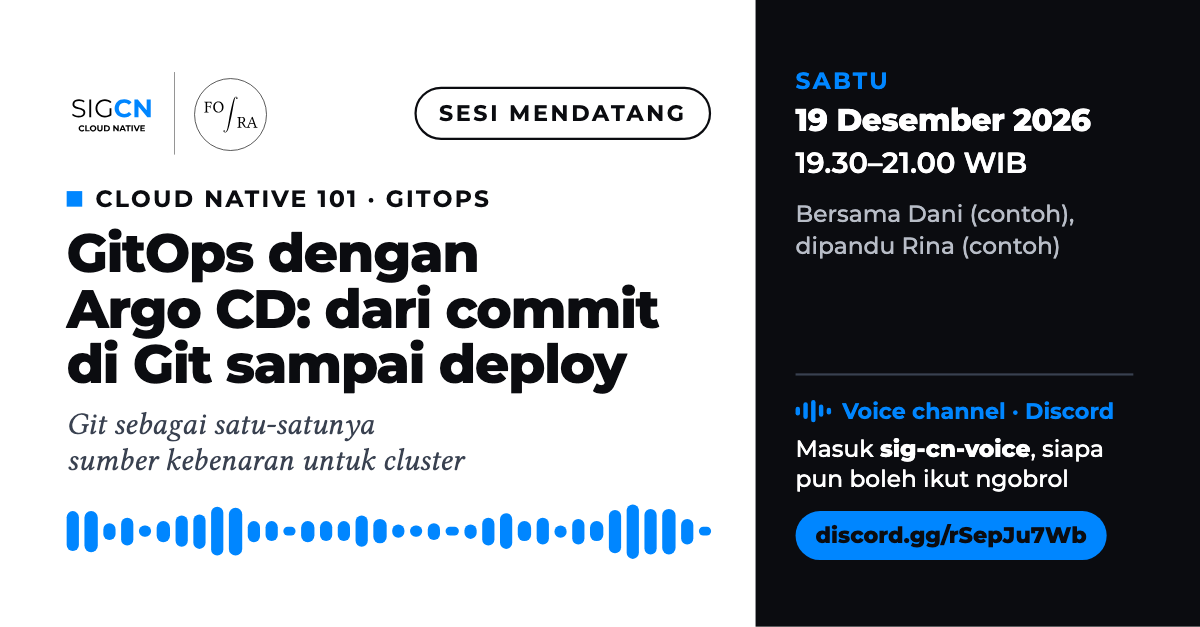 SIGCN
CLOUD NATIVE
FO RA
SESI MENDATANG
CLOUD NATIVE 101 · GITOPS
GitOps dengan
Argo CD: dari commit
di Git sampai deploy
Git sebagai satu-satunya
sumber kebenaran untuk cluster
SABTU
19 Desember 2026
19.30–21.00 WIB
Bersama Dani (contoh),
dipandu Rina (contoh)
Voice channel · Discord
Masuk sig-cn-voice, siapa
pun boleh ikut ngobrol
discord.gg/rSepJu7Wb